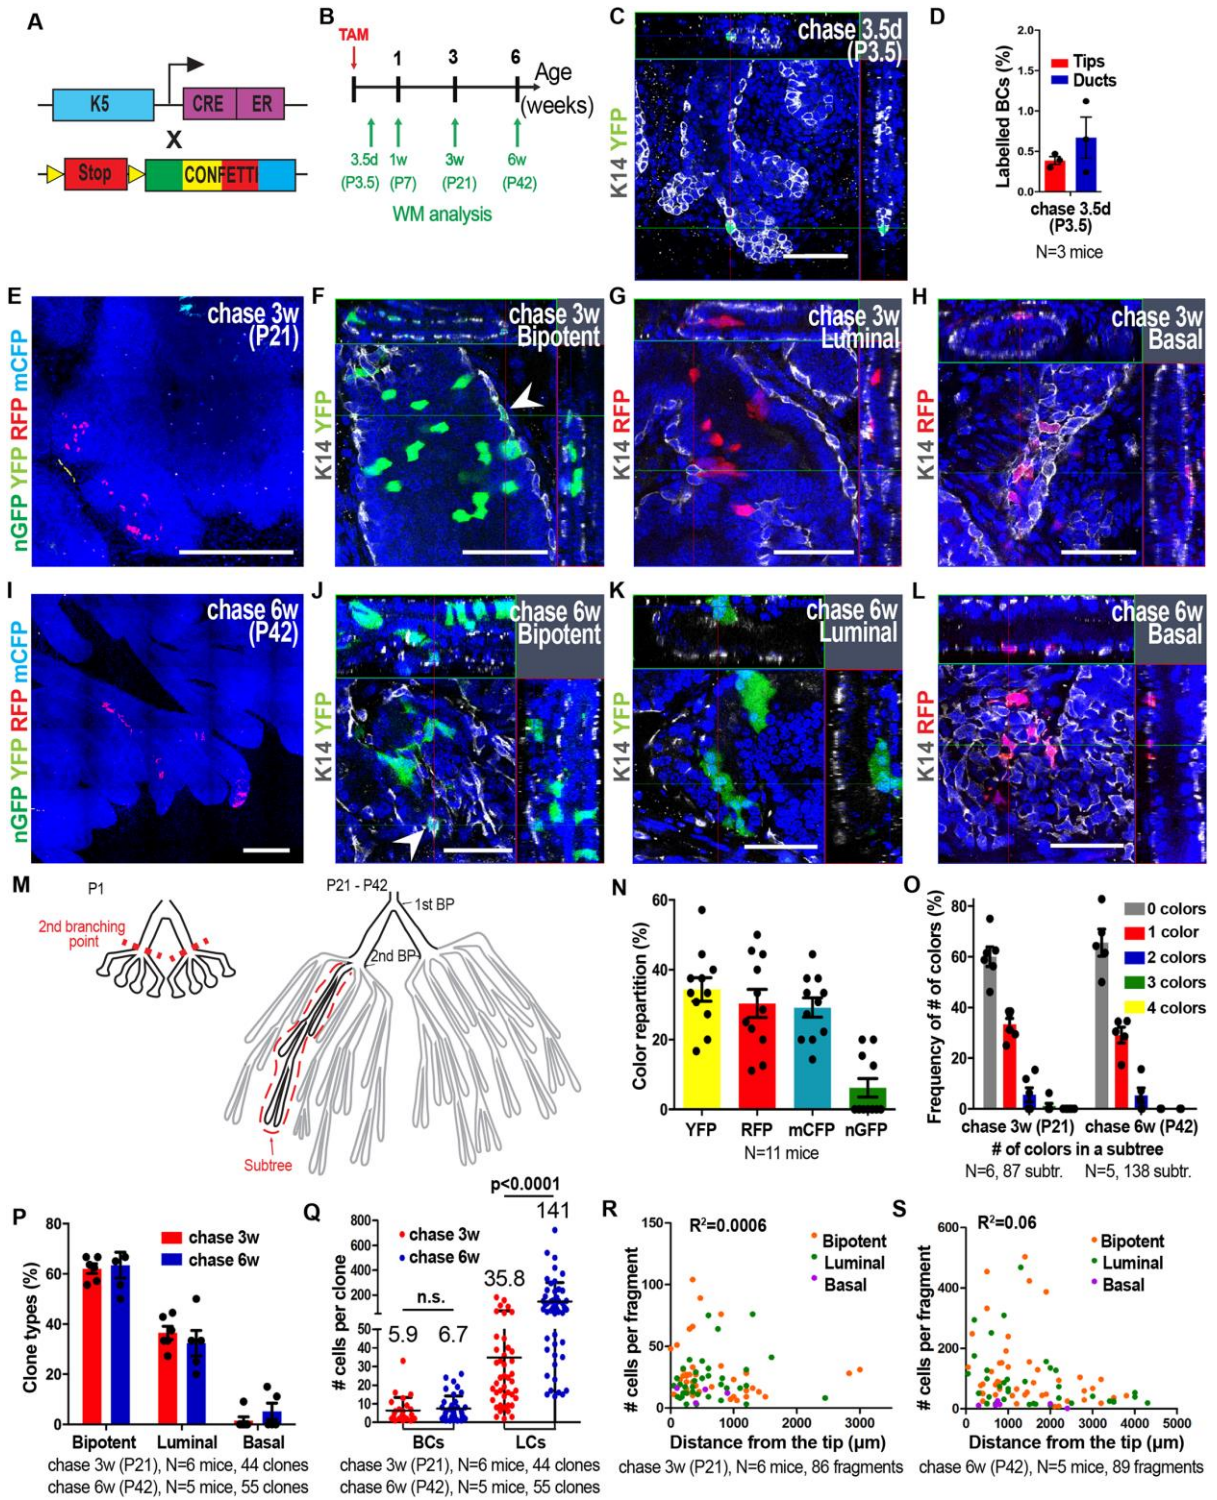 A
K5
CRE
ER
X
Stop
CONFETTI
B
TAM
1
3
6
Age
(weeks)
3.5d
1w
3w
6w
(P3.5)
(P7)
(P21)
(P42)
WM analysis
C
K14 YFP
chase 3.5d
(P3.5)
D
Labelled BCs (%)
2.0
1.5
1.0
0.5
0.0
Tips
Ducts
chase 3.5d
(P3.5)
N=3 mice
E
nGFP YFP RFP mCFP
chase 3w
(P21)
F
K14 YFP
chase 3w
Bipotent
G
K14 RFP
chase 3w
Luminal
H
K14 RFP
chase 3w
Basal
I
nGFP YFP RFP mCFP
chase 6w
(P42)
J
K14 YFP
chase 6w
Bipotent
K
K14 YFP
chase 6w
Luminal
L
K14 RFP
chase 6w
Basal
M
P1
2nd branching
point
P21 - P42
1st BP
2nd BP
Subtree
N
Color repartition (%)
60
40
20
0
YFP
RFP
mCFP
nGFP
N=11 mice
O
Frequency of # of colors (%)
80
60
40
20
0
0 colors
1 color
2 colors
3 colors
4 colors
chase 3w (P21)
chase 6w (P42)
# of colors in a subtree
N=6, 87 subtr.
N=5, 138 subtr.
P
Clone types (%)
80
60
40
20
0
chase 3w
chase 6w
Bipotent
Luminal
Basal
chase 3w (P21), N=6 mice, 44 clones
chase 6w (P42), N=5 mice, 55 clones
Q
# cells per clone
800
600
400
200
50
40
30
20
10
0
chase 3w
chase 6w
p<0.0001
141
35.8
n.s.
5.9
6.7
BCs
LCs
chase 3w (P21), N=6 mice, 44 clones
chase 6w (P42), N=5 mice, 55 clones
R
# cells per fragment
150
100
50
0
R²=0.0006
Bipotent
Luminal
Basal
0
1000
2000
3000
Distance from the tip (µm)
chase 3w (P21), N=6 mice, 86 fragments
S
# cells per fragment
600
400
200
0
R²=0.06
Bipotent
Luminal
Basal
0
1000
2000
3000
4000
5000
Distance from the tip (µm)
chase 6w (P42), N=5 mice, 89 fragments